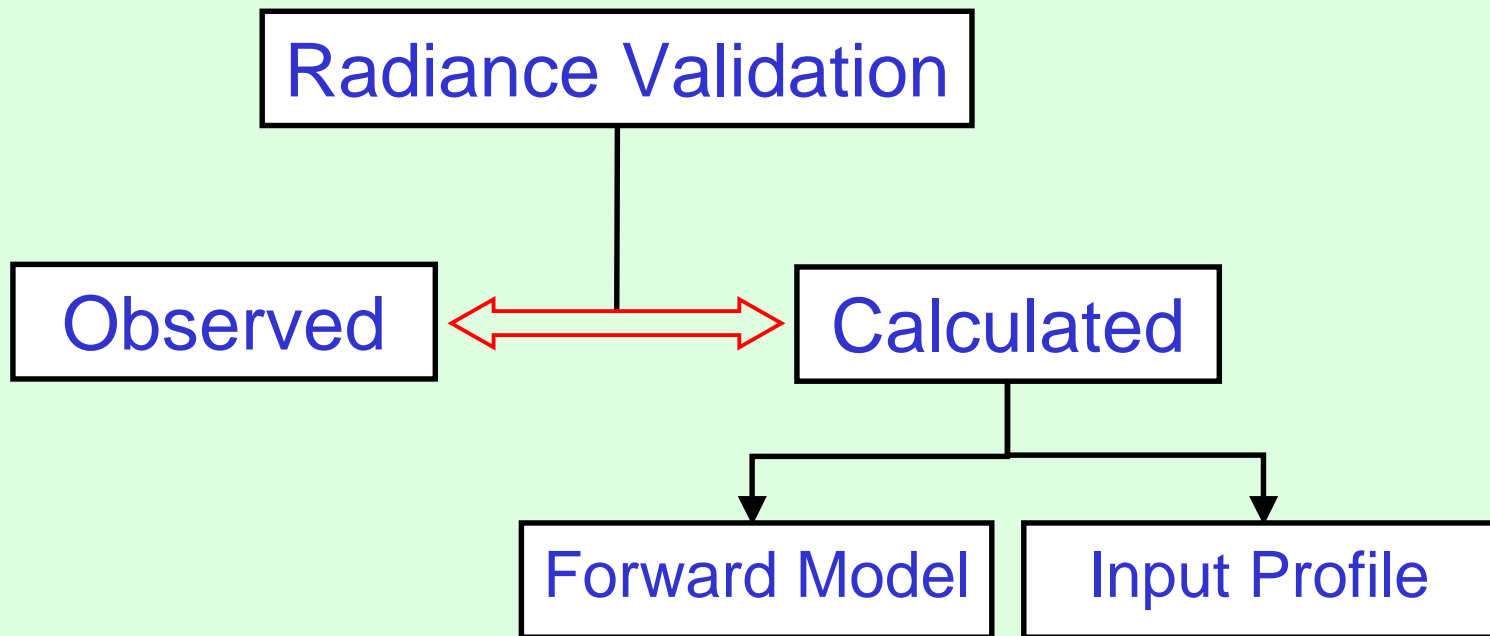 Radiance Validation
Observed
Calculated
Forward Model
Input Profile